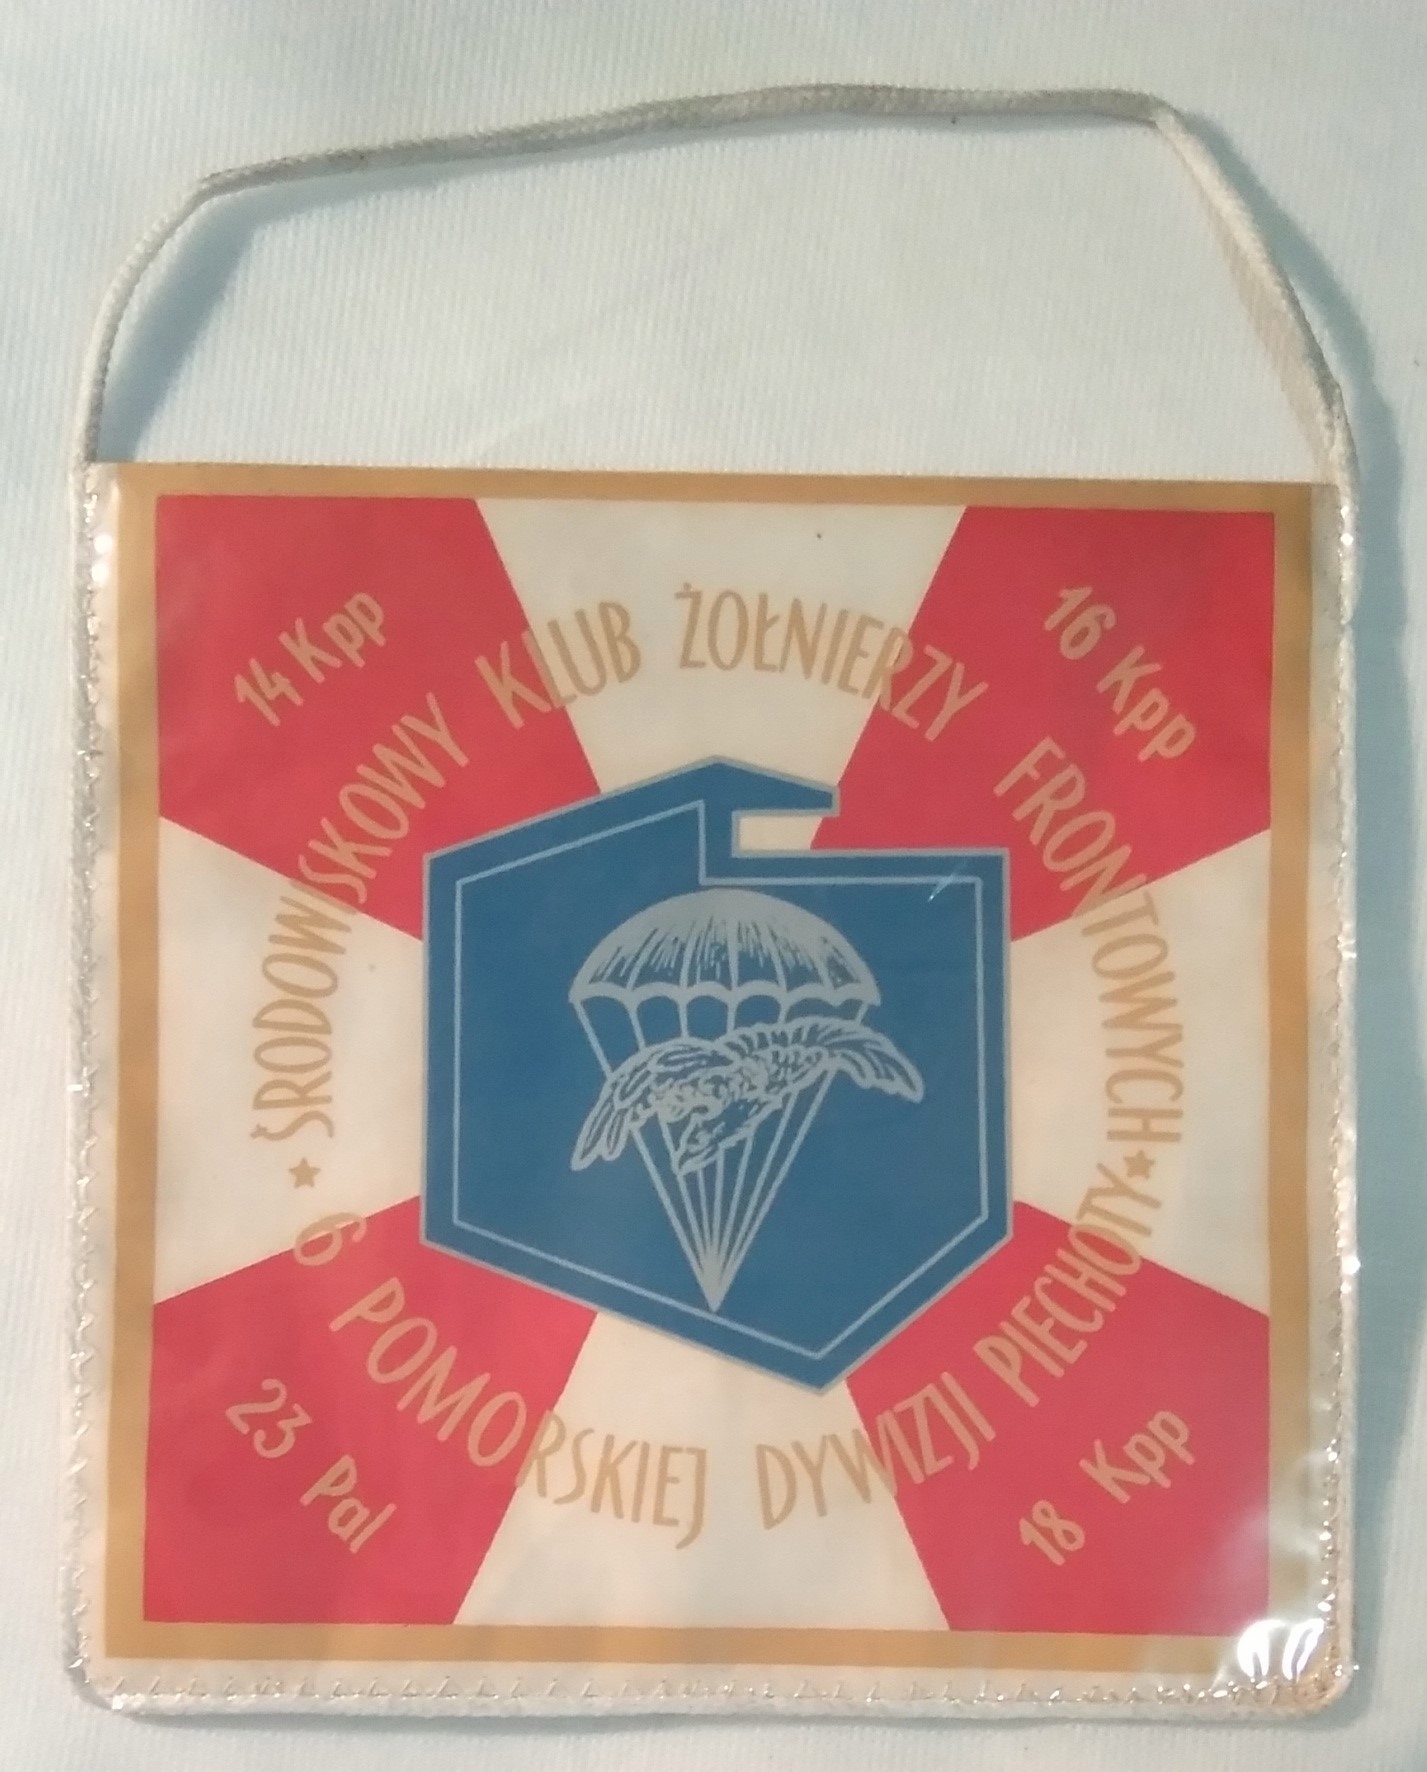 14 Kpp
16 Kpp
ŚRODOWISKOWY KLUB ŻOŁNIERZY FRONTOWYCH
★ 6 POMORSKIEJ DYWIZJI PIECHOTY ★
23 Pal
18 Kpp